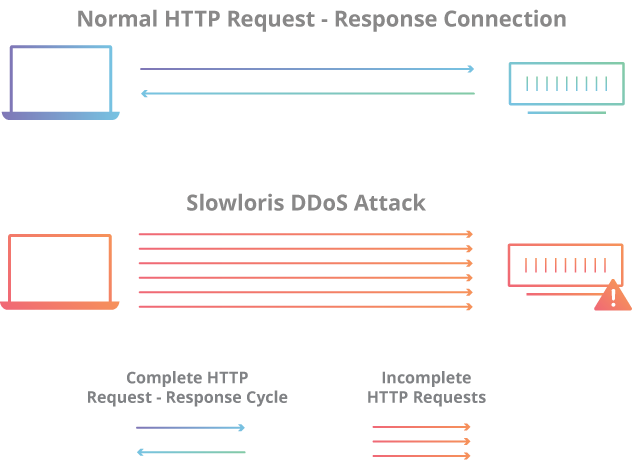 Normal HTTP Request - Response Connection
Slowloris DDoS Attack
Complete HTTP
Request - Response Cycle
Incomplete
HTTP Requests